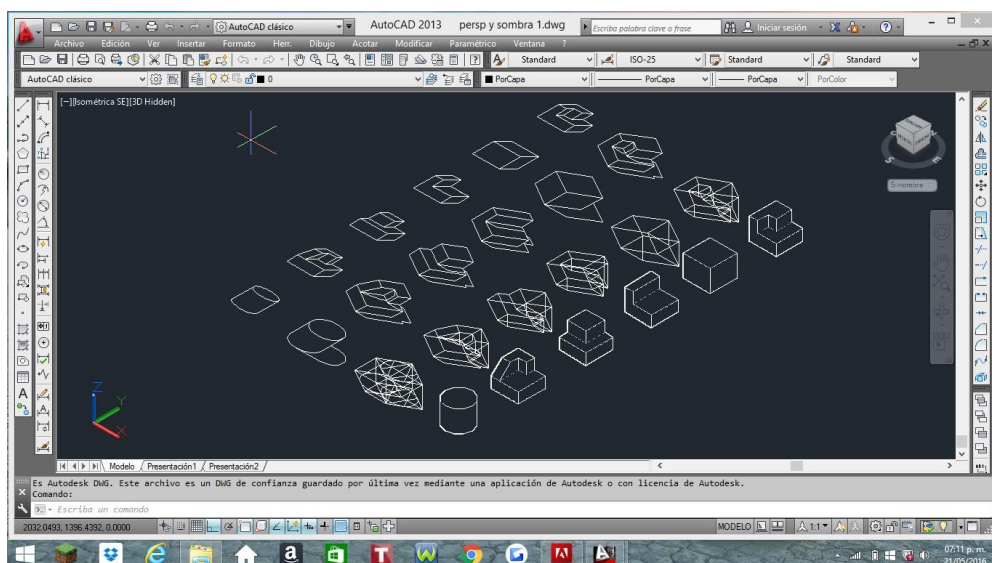 AutoCAD clásico
AutoCAD 2013 persp y sombra 1.dwg
Escriba palabra clave o frase
Iniciar sesión
Archivo Edición Ver Insertar Formato Herr. Dibujo Acotar Modificar Paramétrico Ventana ?
Standard ISO-25 Standard Standard
AutoCAD clásico 0 PorCapa PorCapa PorCapa PorColor
[−][Isométrica SE][3D Hidden]
S-nombre
Z
Y
X
Modelo Presentación1 Presentación2
Es Autodesk DWG. Este archivo es un DWG de confianza guardado por última vez mediante una aplicación de Autodesk o con licencia de Autodesk.
Comando:
Escriba un comando
2032.0493, 1396.4392, 0.0000 MODELO 1:1
07:11 p. m.
21/05/2016